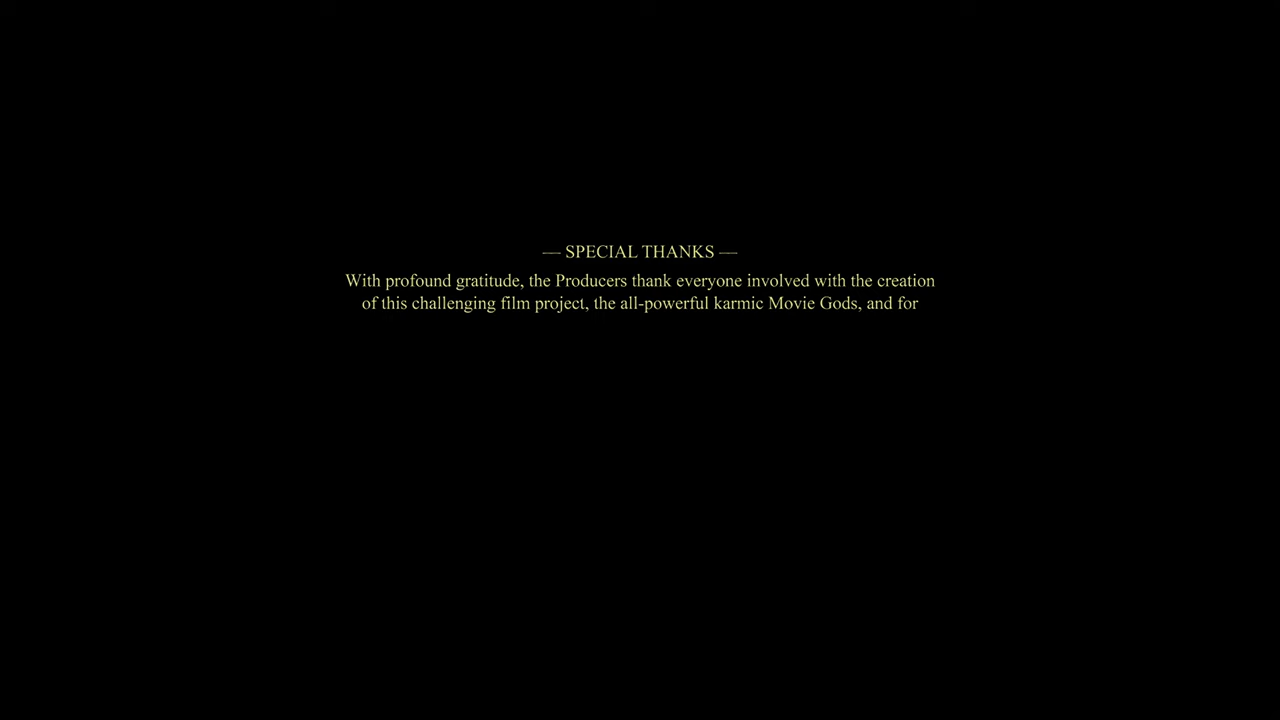 — SPECIAL THANKS —
With profound gratitude, the Producers thank everyone involved with the creation
of this challenging film project, the all-powerful karmic Movie Gods, and for